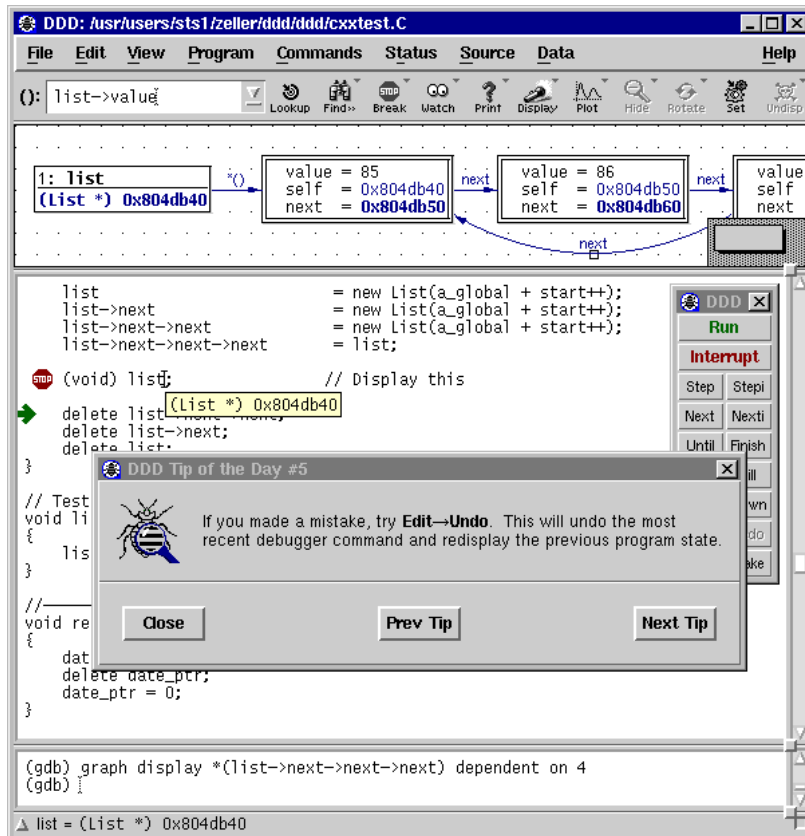 DDD: /usr/users/sts1/zeller/ddd/ddd/cxxtest.C
File Edit View Program Commands Status Source Data Help
(): list->value
Lookup Find» Break Watch Print Display Plot Hide Rotate Set Undisp
1: list
(List *) 0x804db40
*()
value = 85
self = 0x804db40
next = 0x804db50
next
value = 86
self = 0x804db50
next = 0x804db60
next
value
self
next
next
list = new List(a_global + start++);
list->next = new List(a_global + start++);
list->next->next = new List(a_global + start++);
list->next->next->next = list;
STOP (void) list; // Display this
(List *) 0x804db40
delete list
delete list->next;
delete list;
}
// Test
void li
{
lis
}
//
void re
{
dat
delete date_ptr;
date_ptr = 0;
}
DDD
Run
Interrupt
Step Stepi
Next Nexti
Until Finish
ill
wn
do
ake
DDD Tip of the Day #5
If you made a mistake, try Edit→Undo. This will undo the most
recent debugger command and redisplay the previous program state.
Close Prev Tip Next Tip
(gdb) graph display *(list->next->next->next) dependent on 4
(gdb)
list = (List *) 0x804db40